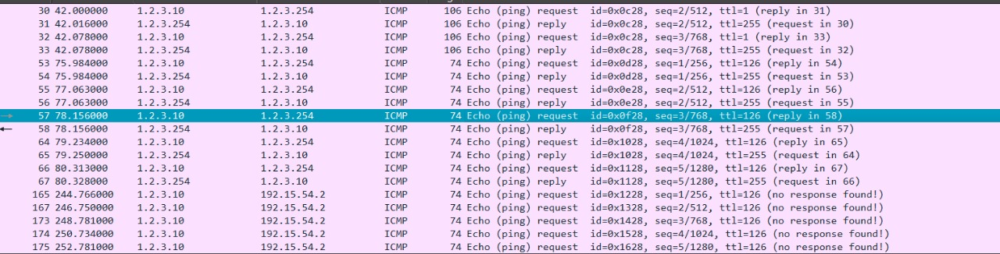 30 42.000000 1.2.3.10 1.2.3.254 ICMP 106 Echo (ping) request id=0x0c28, seq=2/512, ttl=1 (reply in 31)
31 42.016000 1.2.3.254 1.2.3.10 ICMP 106 Echo (ping) reply id=0x0c28, seq=2/512, ttl=255 (request in 30)
32 42.078000 1.2.3.10 1.2.3.254 ICMP 106 Echo (ping) request id=0x0c28, seq=3/768, ttl=1 (reply in 33)
33 42.078000 1.2.3.254 1.2.3.10 ICMP 106 Echo (ping) reply id=0x0c28, seq=3/768, ttl=255 (request in 32)
53 75.984000 1.2.3.10 1.2.3.254 ICMP 74 Echo (ping) request id=0x0d28, seq=1/256, ttl=126 (reply in 54)
54 75.984000 1.2.3.254 1.2.3.10 ICMP 74 Echo (ping) reply id=0x0d28, seq=1/256, ttl=255 (request in 53)
55 77.063000 1.2.3.10 1.2.3.254 ICMP 74 Echo (ping) request id=0x0e28, seq=2/512, ttl=126 (reply in 56)
56 77.063000 1.2.3.254 1.2.3.10 ICMP 74 Echo (ping) reply id=0x0e28, seq=2/512, ttl=255 (request in 55)
57 78.156000 1.2.3.10 1.2.3.254 ICMP 74 Echo (ping) request id=0x0f28, seq=3/768, ttl=126 (reply in 58)
58 78.156000 1.2.3.254 1.2.3.10 ICMP 74 Echo (ping) reply id=0x0f28, seq=3/768, ttl=255 (request in 57)
64 79.234000 1.2.3.10 1.2.3.254 ICMP 74 Echo (ping) request id=0x1028, seq=4/1024, ttl=126 (reply in 65)
65 79.250000 1.2.3.254 1.2.3.10 ICMP 74 Echo (ping) reply id=0x1028, seq=4/1024, ttl=255 (request in 64)
66 80.313000 1.2.3.10 1.2.3.254 ICMP 74 Echo (ping) request id=0x1128, seq=5/1280, ttl=126 (reply in 67)
67 80.328000 1.2.3.254 1.2.3.10 ICMP 74 Echo (ping) reply id=0x1128, seq=5/1280, ttl=255 (request in 66)
165 244.766000 1.2.3.10 192.15.54.2 ICMP 74 Echo (ping) request id=0x1228, seq=1/256, ttl=126 (no response found!)
167 246.750000 1.2.3.10 192.15.54.2 ICMP 74 Echo (ping) request id=0x1328, seq=2/512, ttl=126 (no response found!)
173 248.781000 1.2.3.10 192.15.54.2 ICMP 74 Echo (ping) request id=0x1428, seq=3/768, ttl=126 (no response found!)
174 250.734000 1.2.3.10 192.15.54.2 ICMP 74 Echo (ping) request id=0x1528, seq=4/1024, ttl=126 (no response found!)
175 252.781000 1.2.3.10 192.15.54.2 ICMP 74 Echo (ping) request id=0x1628, seq=5/1280, ttl=126 (no response found!)